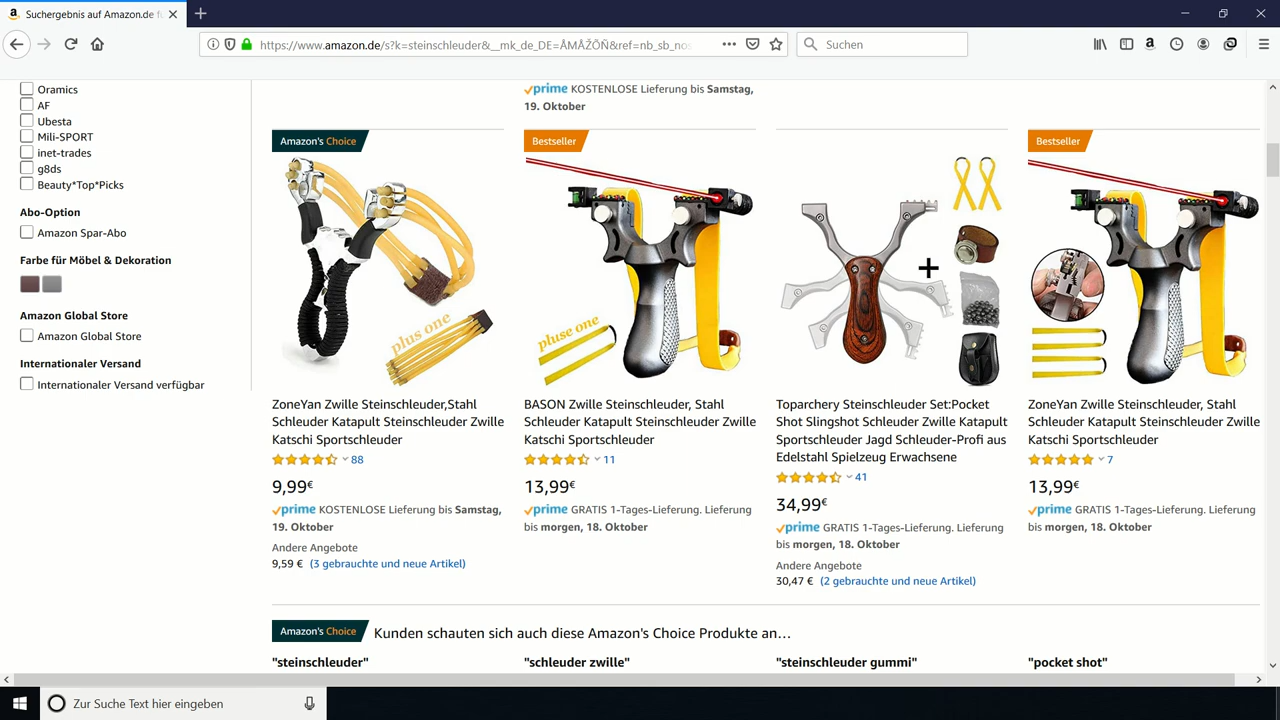 Suchergebnis auf Amazon.de f
https://www.amazon.de/s?k=steinschleuder&__mk_de_DE=ÅMÅŽÕÑ&ref=nb_sb_nos
Suchen
Oramics
AF
Ubesta
Mili-SPORT
inet-trades
g8ds
Beauty*Top*Picks
Abo-Option
Amazon Spar-Abo
Farbe für Möbel & Dekoration
Amazon Global Store
Amazon Global Store
Internationaler Versand
Internationaler Versand verfügbar
prime KOSTENLOSE Lieferung bis Samstag,
19. Oktober
Amazon's Choice
plus one
ZoneYan Zwille Steinschleuder,Stahl
Schleuder Katapult Steinschleuder Zwille
Katschi Sportschleuder
88
9,99€
prime KOSTENLOSE Lieferung bis Samstag,
19. Oktober
Andere Angebote
9,59 € (3 gebrauchte und neue Artikel)
Bestseller
pluse one
BASON Zwille Steinschleuder, Stahl
Schleuder Katapult Steinschleuder Zwille
Katschi Sportschleuder
11
13,99€
prime GRATIS 1-Tages-Lieferung. Lieferung
bis morgen, 18. Oktober
+
Toparchery Steinschleuder Set:Pocket
Shot Slingshot Schleuder Zwille Katapult
Sportschleuder Jagd Schleuder-Profi aus
Edelstahl Spielzeug Erwachsene
41
34,99€
prime GRATIS 1-Tages-Lieferung. Lieferung
bis morgen, 18. Oktober
Andere Angebote
30,47 € (2 gebrauchte und neue Artikel)
Bestseller
ZoneYan Zwille Steinschleuder, Stahl
Schleuder Katapult Steinschleuder Zwille
Katschi Sportschleuder
7
13,99€
prime GRATIS 1-Tages-Lieferung. Lieferung
bis morgen, 18. Oktober
Amazon's Choice Kunden schauten sich auch diese Amazon's Choice Produkte an…
"steinschleuder"
"schleuder zwille"
"steinschleuder gummi"
"pocket shot"
Zur Suche Text hier eingeben